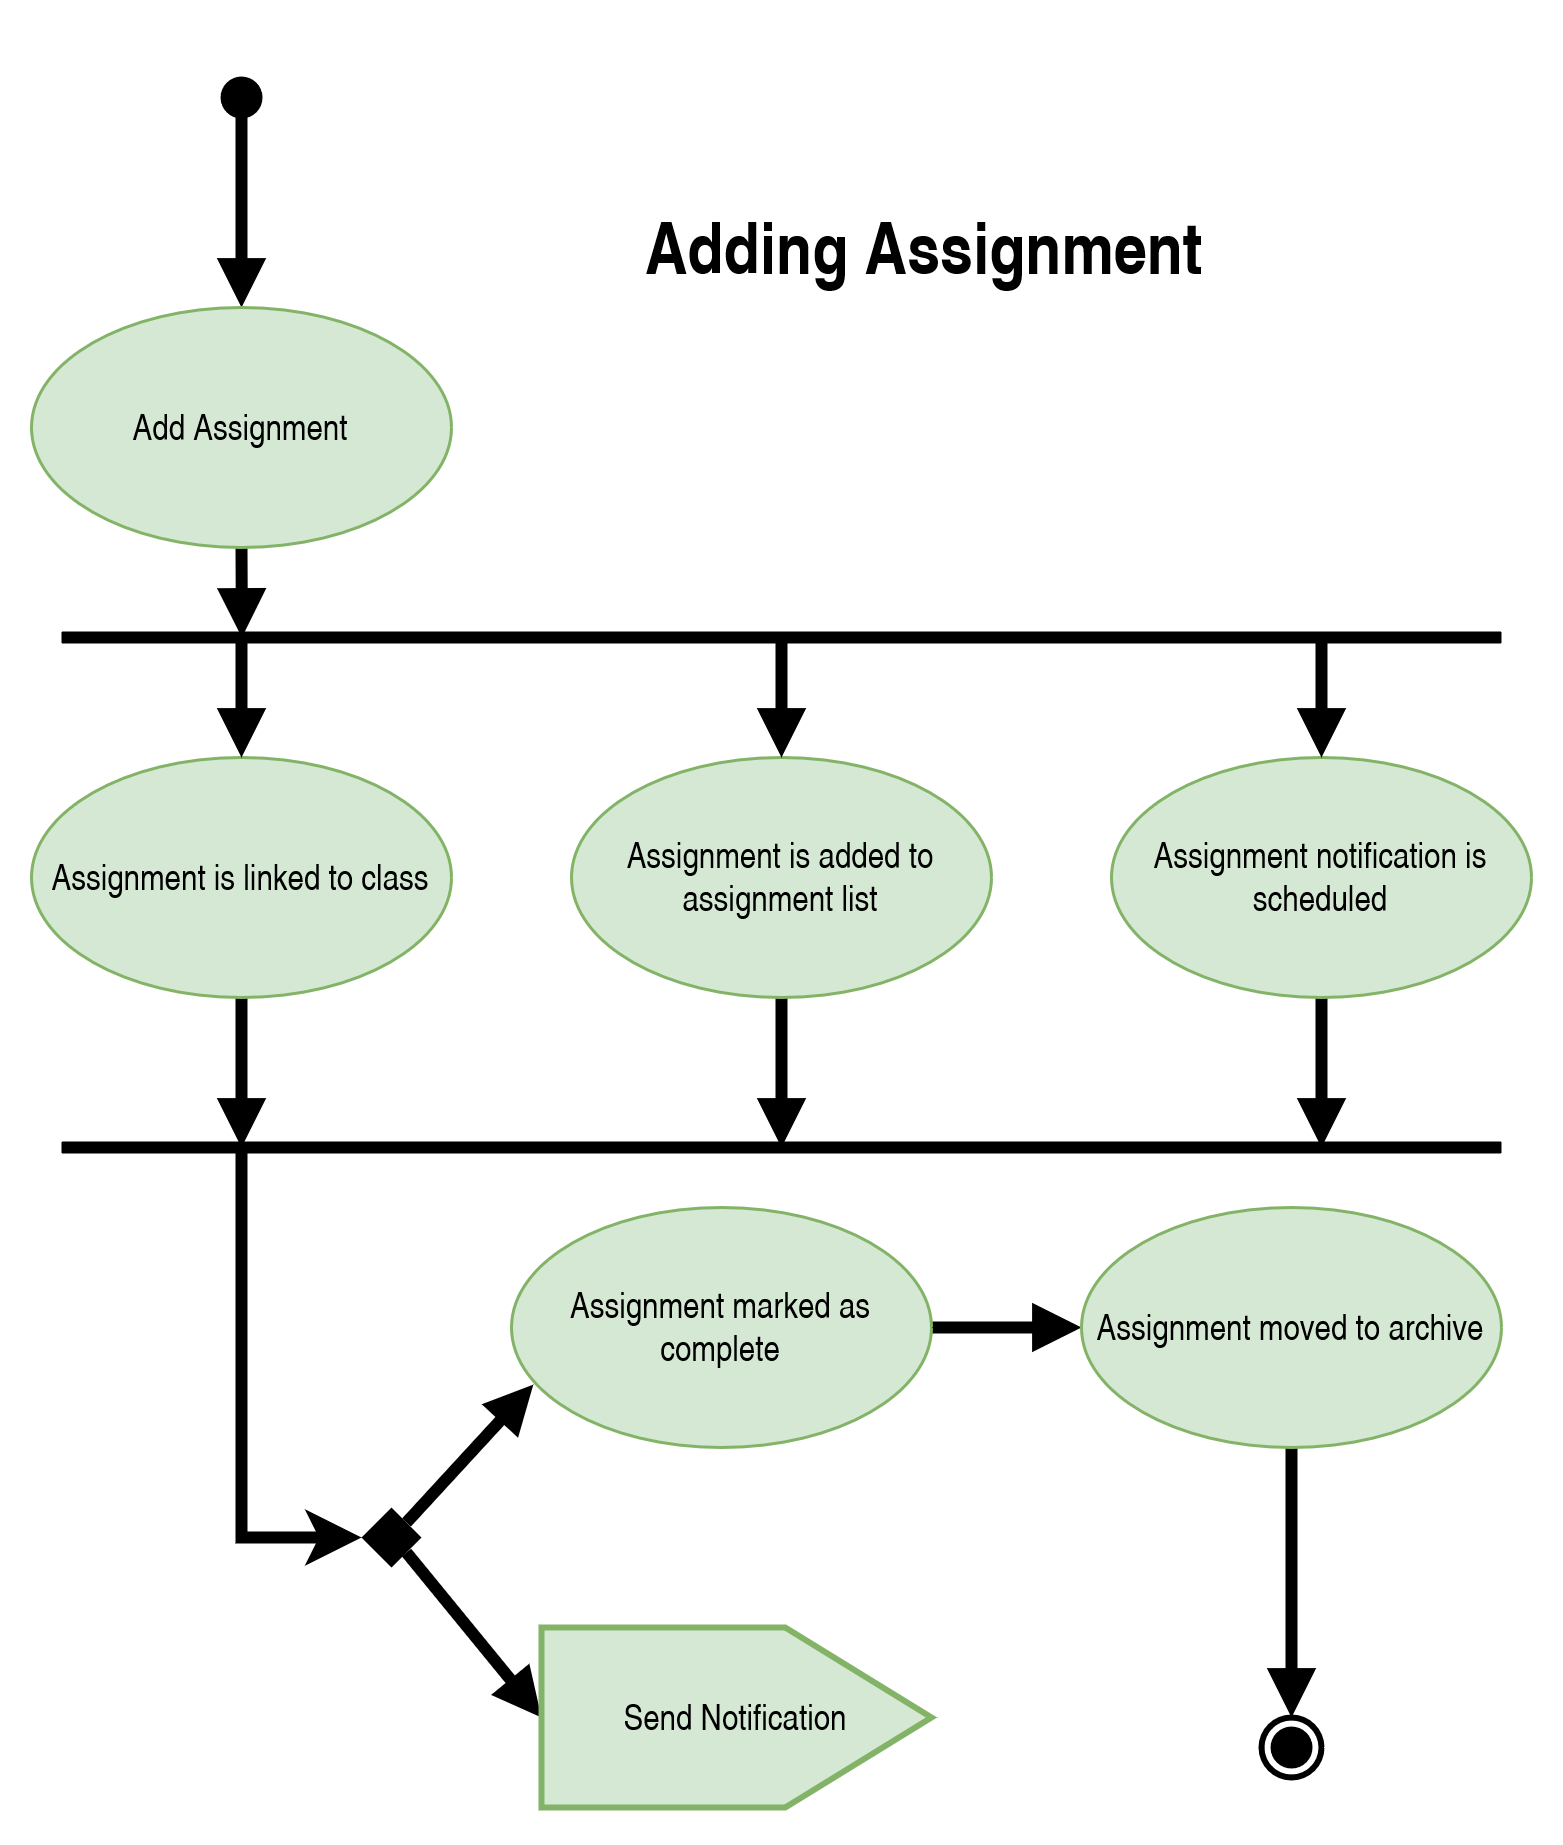 Adding Assignment
Add Assignment
Assignment is linked to class
Assignment is added to
assignment list
Assignment notification is
scheduled
Assignment marked as
complete
Assignment moved to archive
Send Notification